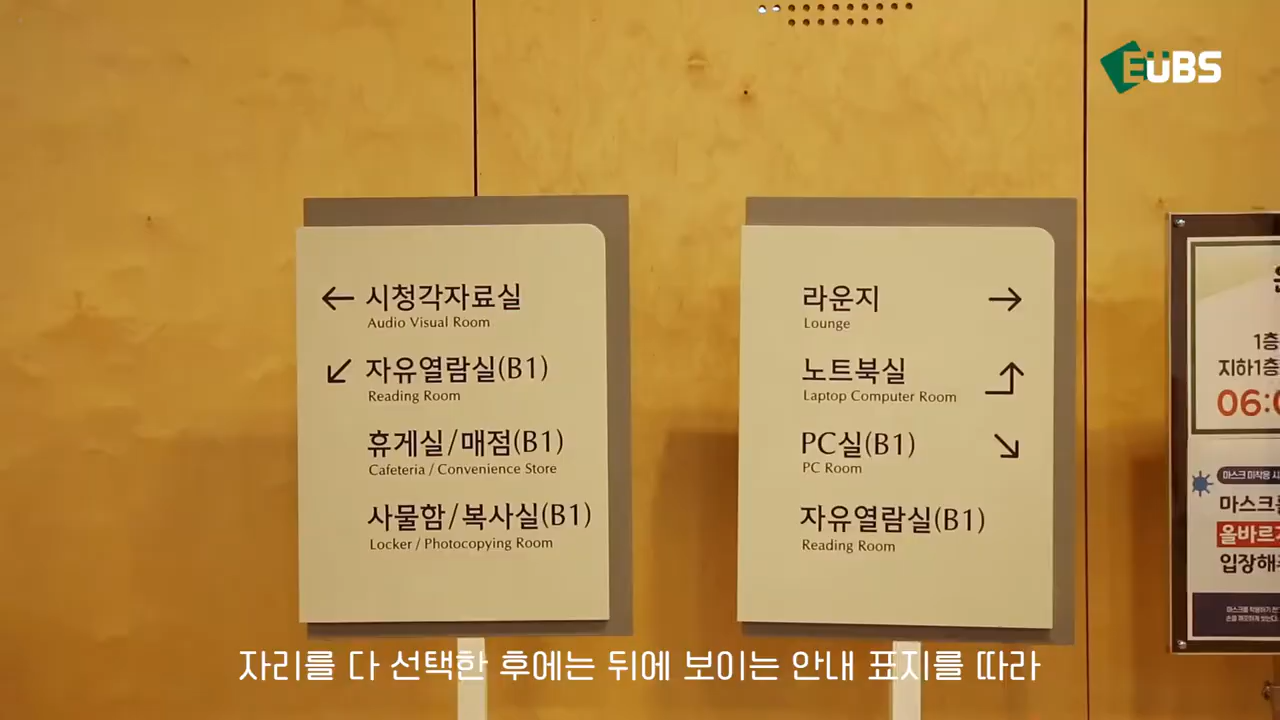 EUBS
← 시청각자료실
Audio Visual Room
↙ 자유열람실(B1)
Reading Room
휴게실/매점(B1)
Cafeteria / Convenience Store
사물함/복사실(B1)
Locker / Photocopying Room
라운지 →
Lounge
노트북실
Laptop Computer Room
PC실(B1) ↘
PC Room
자유열람실(B1)
Reading Room
1층
지하1층
마스크 미착용 시
입장해
자리를 다 선택한 후에는 뒤에 보이는 안내 표지를 따라